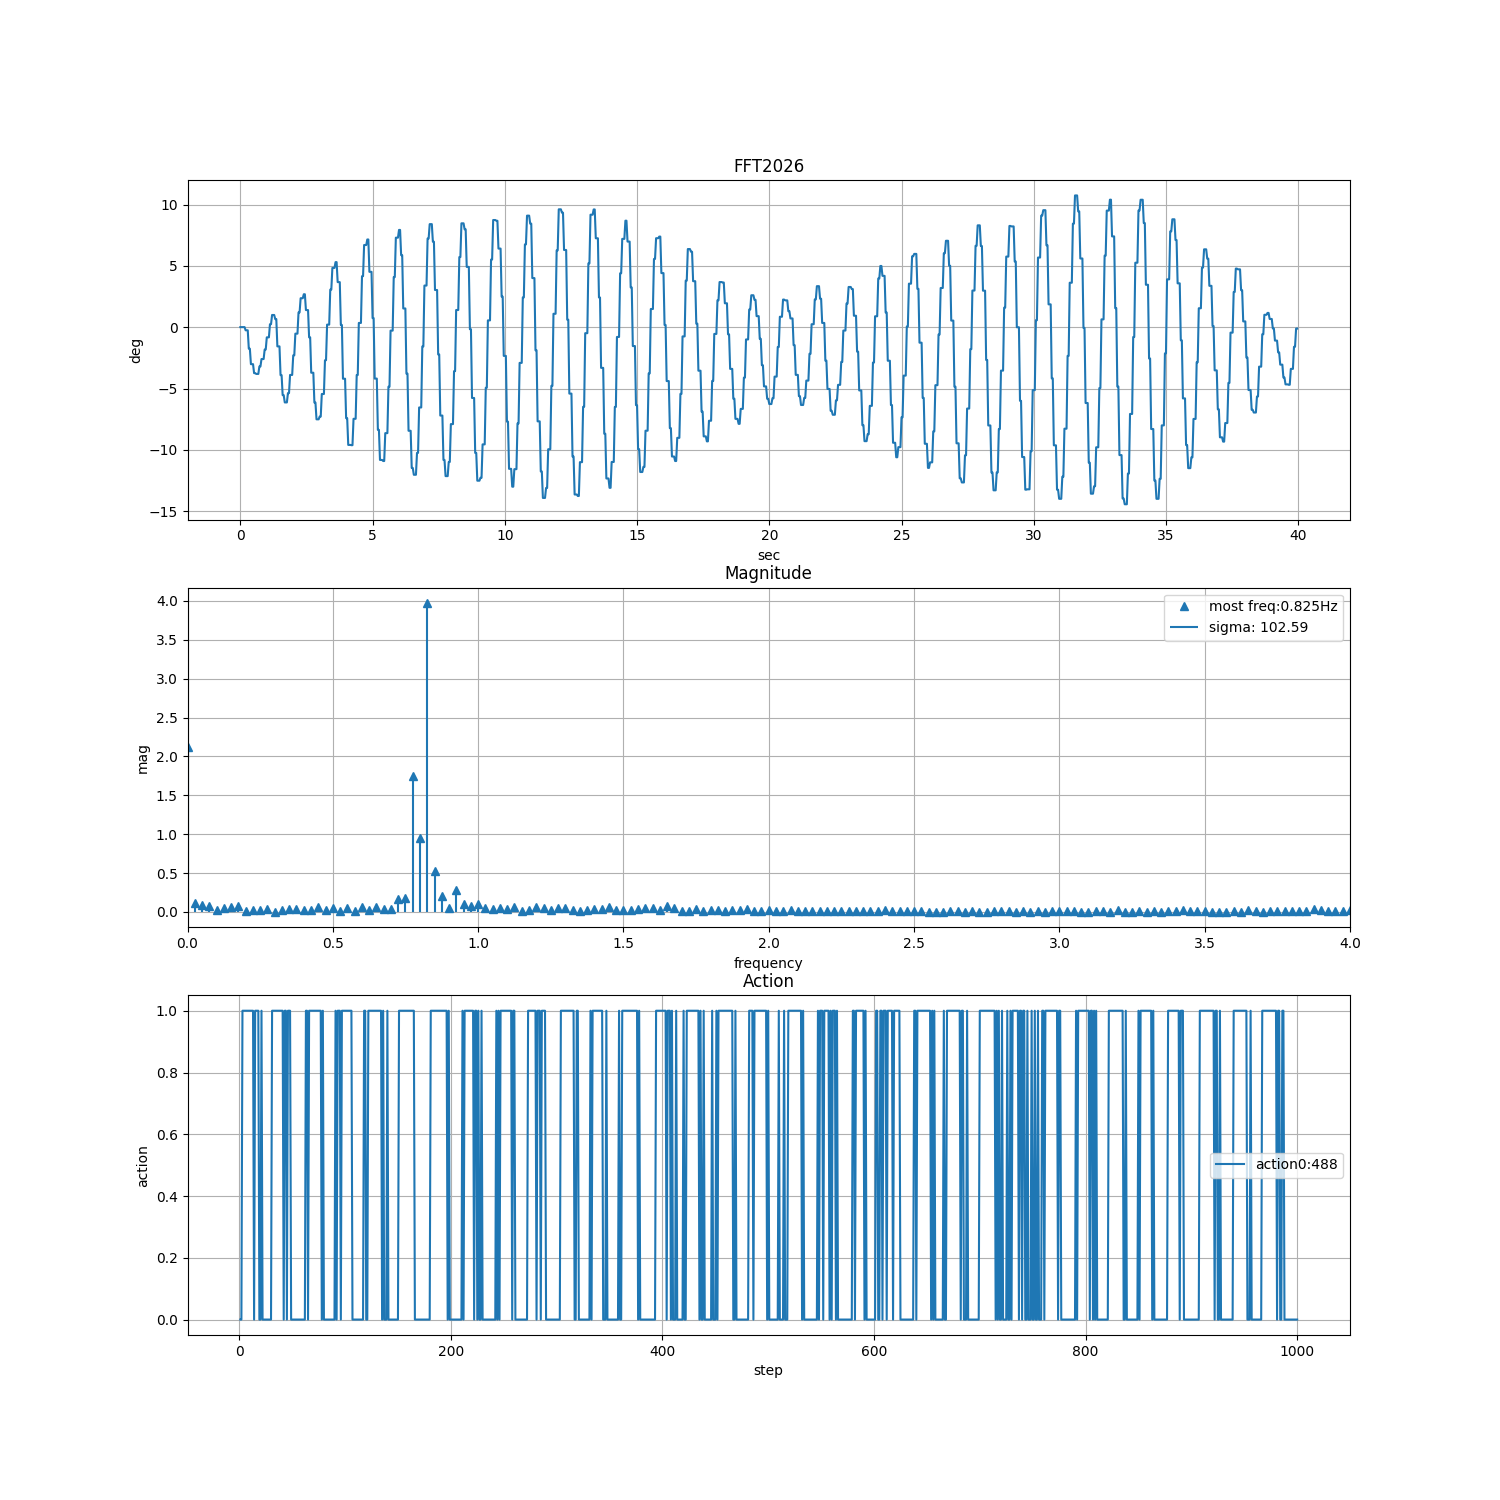 FFT2026
10
5
0
−5
−10
−15
deg
0 5 10 15 20 25 30 35 40
sec
Magnitude
4.0
3.5
3.0
2.5
2.0
1.5
1.0
0.5
0.0
mag
most freq:0.825Hz
sigma: 102.59
0.0 0.5 1.0 1.5 2.0 2.5 3.0 3.5 4.0
frequency
Action
1.0
0.8
0.6
0.4
0.2
0.0
action
action0:488
0 200 400 600 800 1000
step